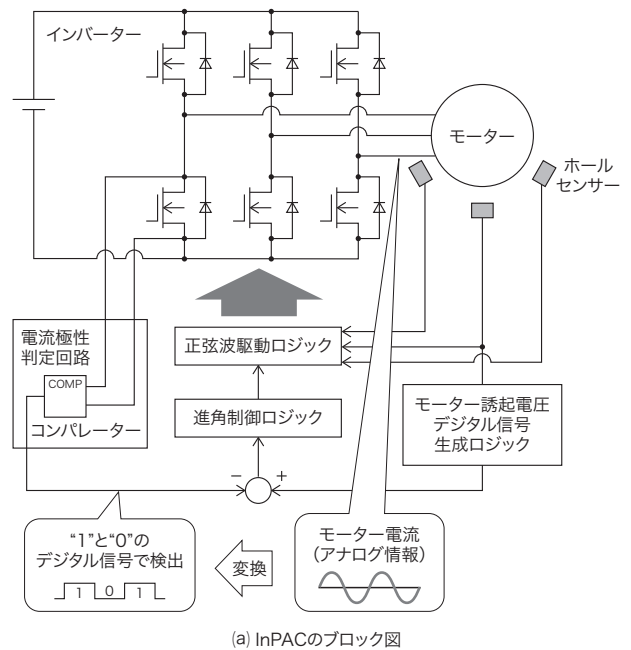 インバーター
モーター
ホール
センサー
電流極性
判定回路
COMP
コンパレーター
正弦波駆動ロジック
進角制御ロジック
モーター誘起電圧
デジタル信号
生成ロジック
−
+
“1”と“0”の
デジタル信号で検出
1 0 1
変換
モーター電流
(アナログ情報)
(a) InPACのブロック図